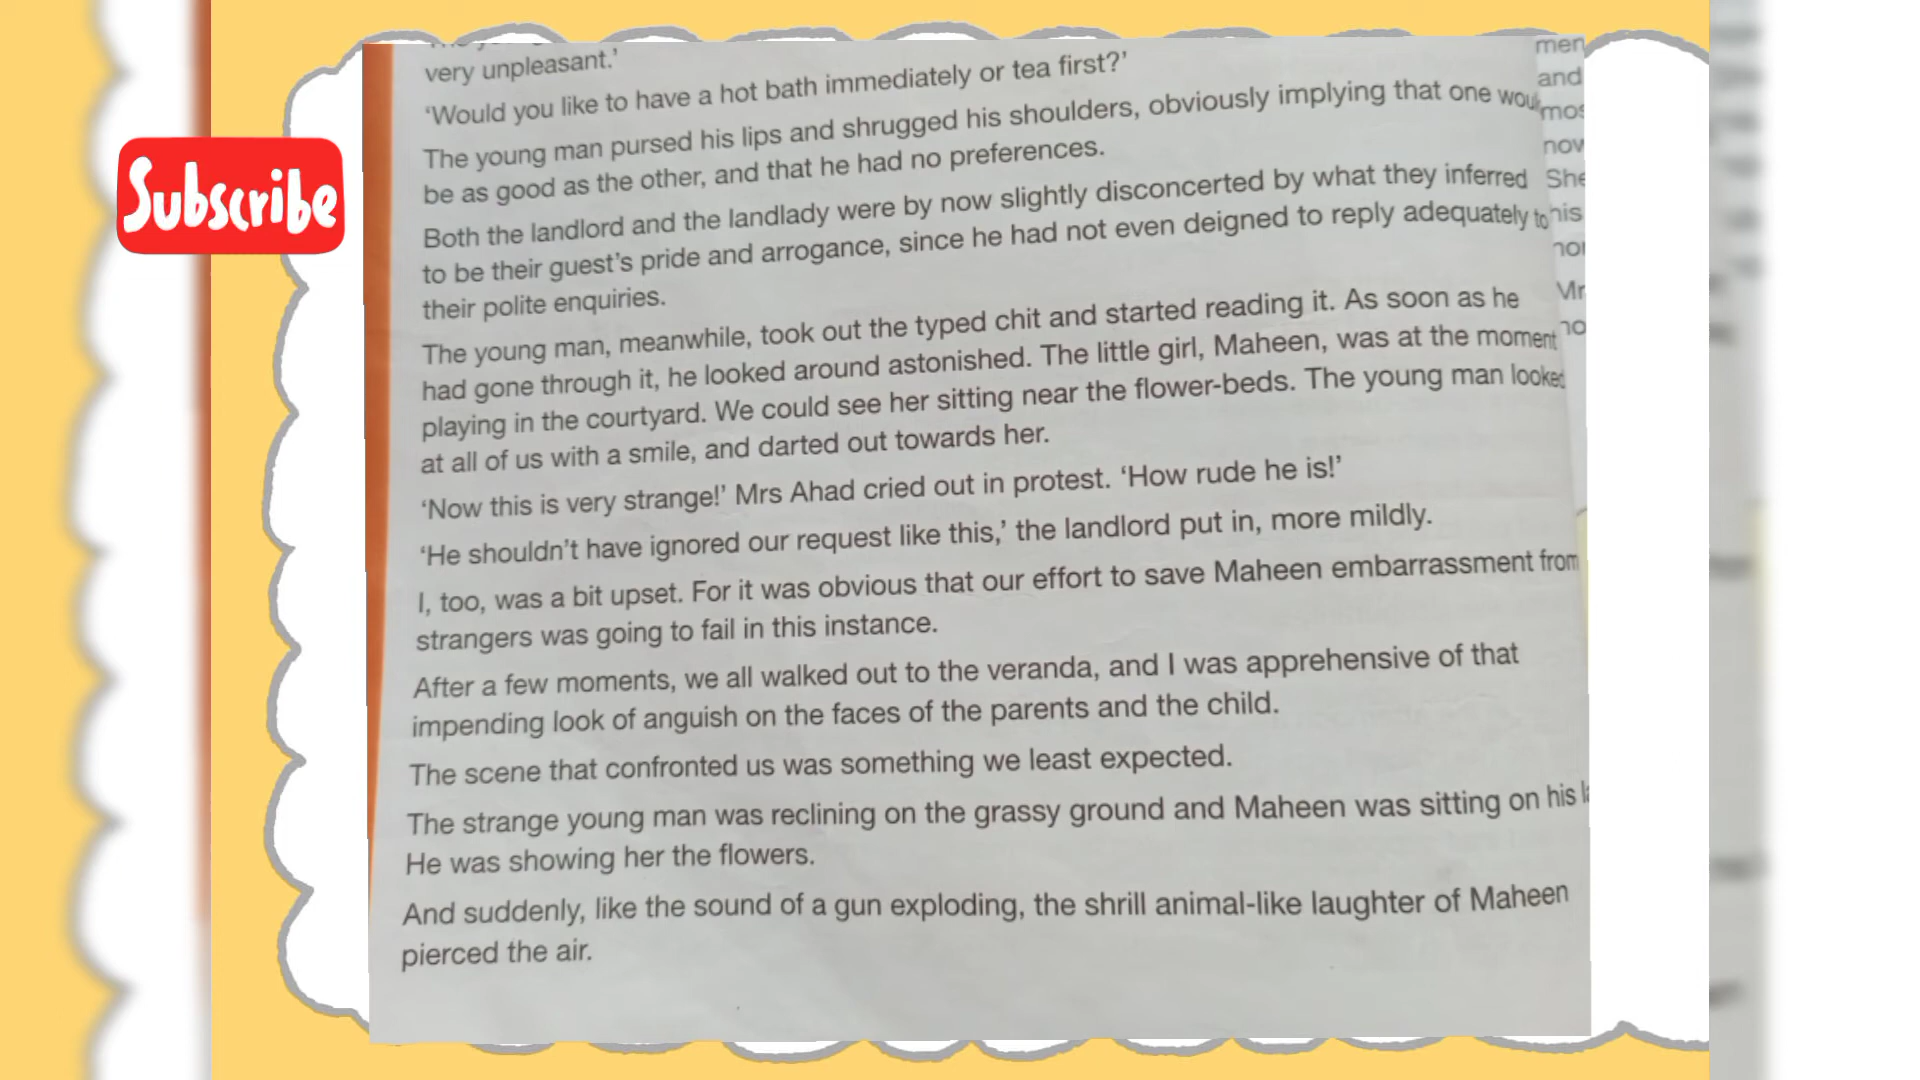 Subscribe
very unpleasant.'
'Would you like to have a hot bath immediately or tea first?'
The young man pursed his lips and shrugged his shoulders, obviously implying that one
be as good as the other, and that he had no preferences.
Both the landlord and the landlady were by now slightly disconcerted by what they inferred
to be their guest's pride and arrogance, since he had not even deigned to reply adequately to
their polite enquiries.
The young man, meanwhile, took out the typed chit and started reading it. As soon as he
had gone through it, he looked around astonished. The little girl, Maheen, was at the moment
playing in the courtyard. We could see her sitting near the flower-beds. The young man looked
at all of us with a smile, and darted out towards her.
'Now this is very strange!' Mrs Ahad cried out in protest. 'How rude he is!'
'He shouldn't have ignored our request like this,' the landlord put in, more mildly.
I, too, was a bit upset. For it was obvious that our effort to save Maheen embarrassment from
strangers was going to fail in this instance.
After a few moments, we all walked out to the veranda, and I was apprehensive of that
impending look of anguish on the faces of the parents and the child.
The scene that confronted us was something we least expected.
The strange young man was reclining on the grassy ground and Maheen was sitting on his
He was showing her the flowers.
And suddenly, like the sound of a gun exploding, the shrill animal-like laughter of Maheen
pierced the air.
and
She
his
Mr